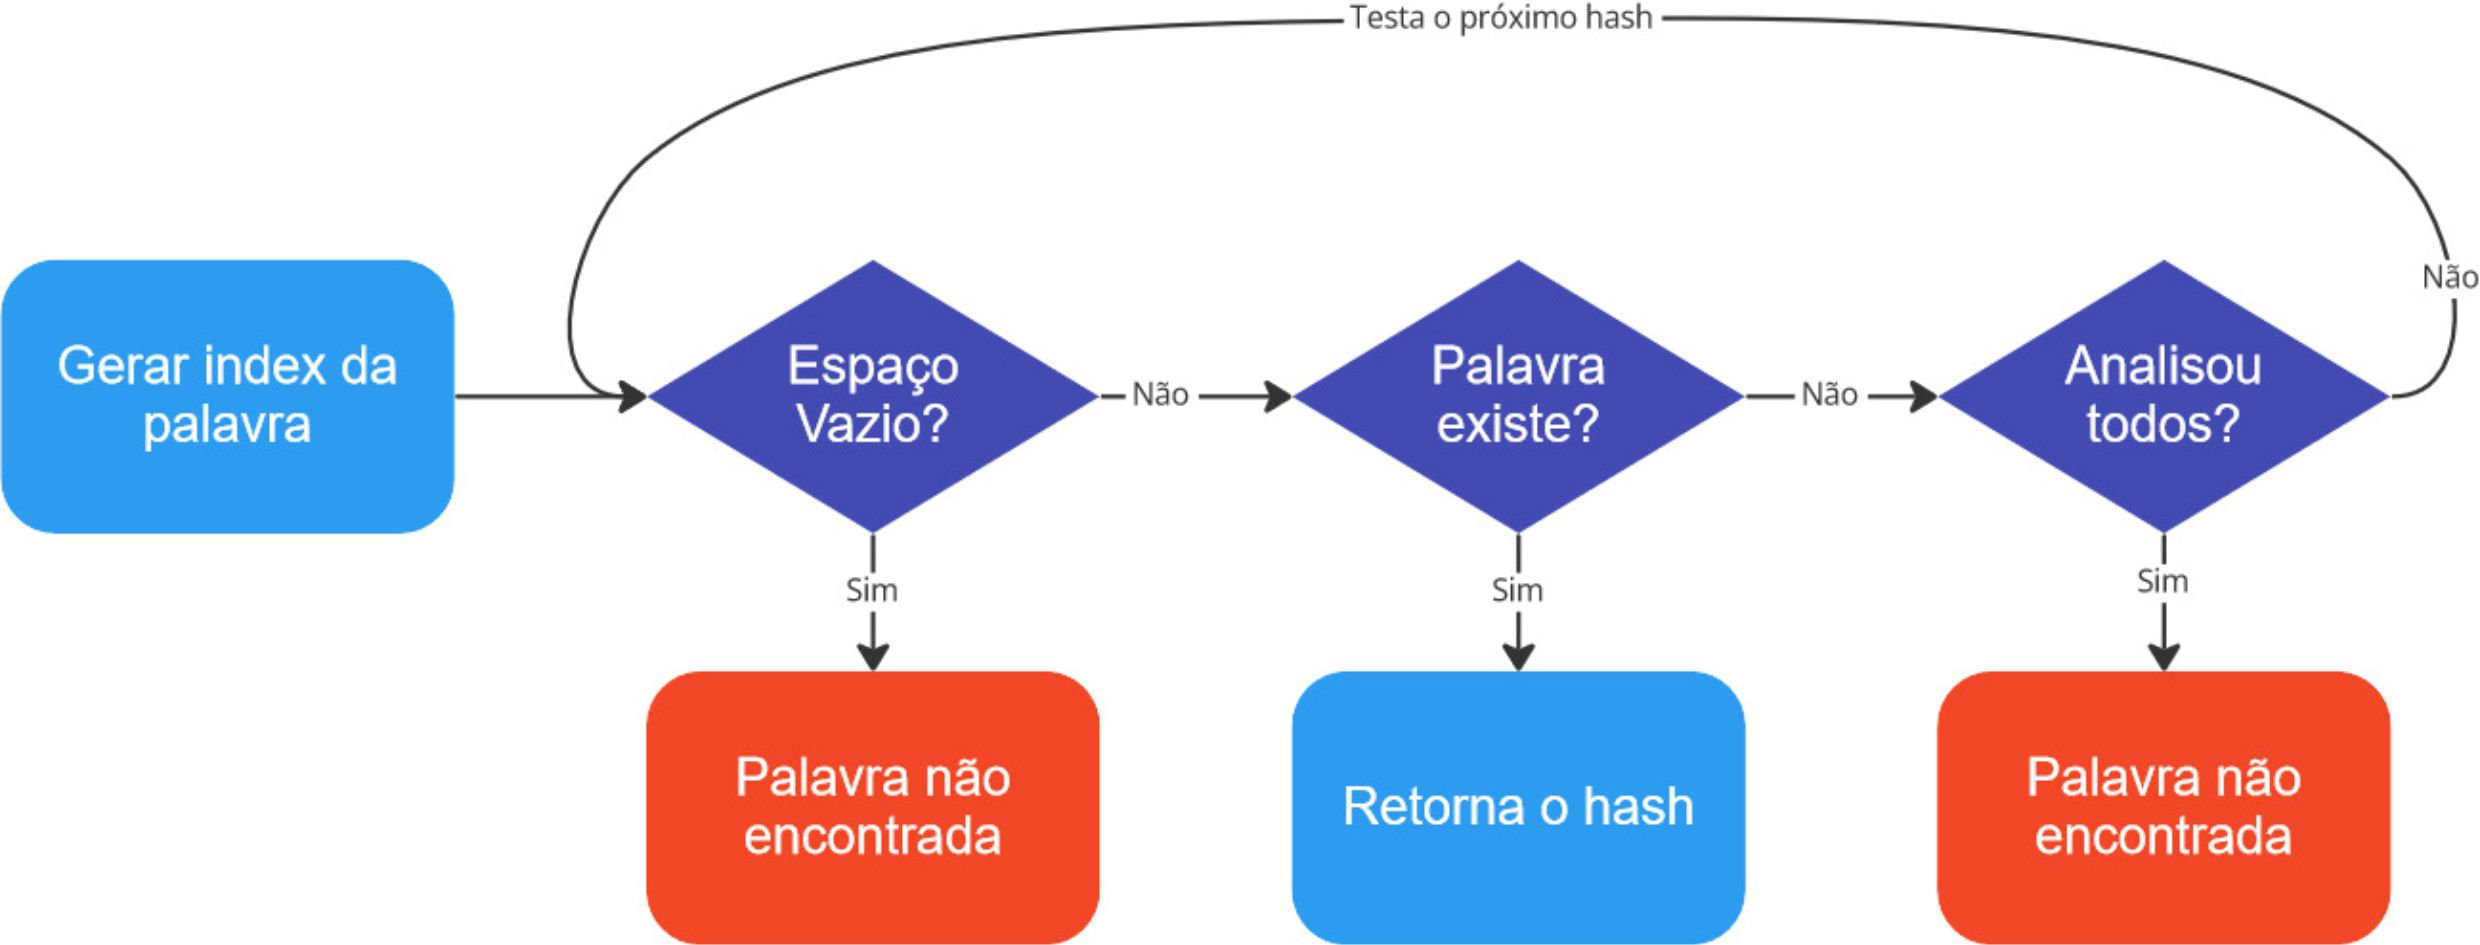 Testa o próximo hash
Não
Gerar index da
palavra
Espaço
Vazio?
Não
Palavra
existe?
Não
Analisou
todos?
Sim
Sim
Sim
Palavra não
encontrada
Retorna o hash
Palavra não
encontrada